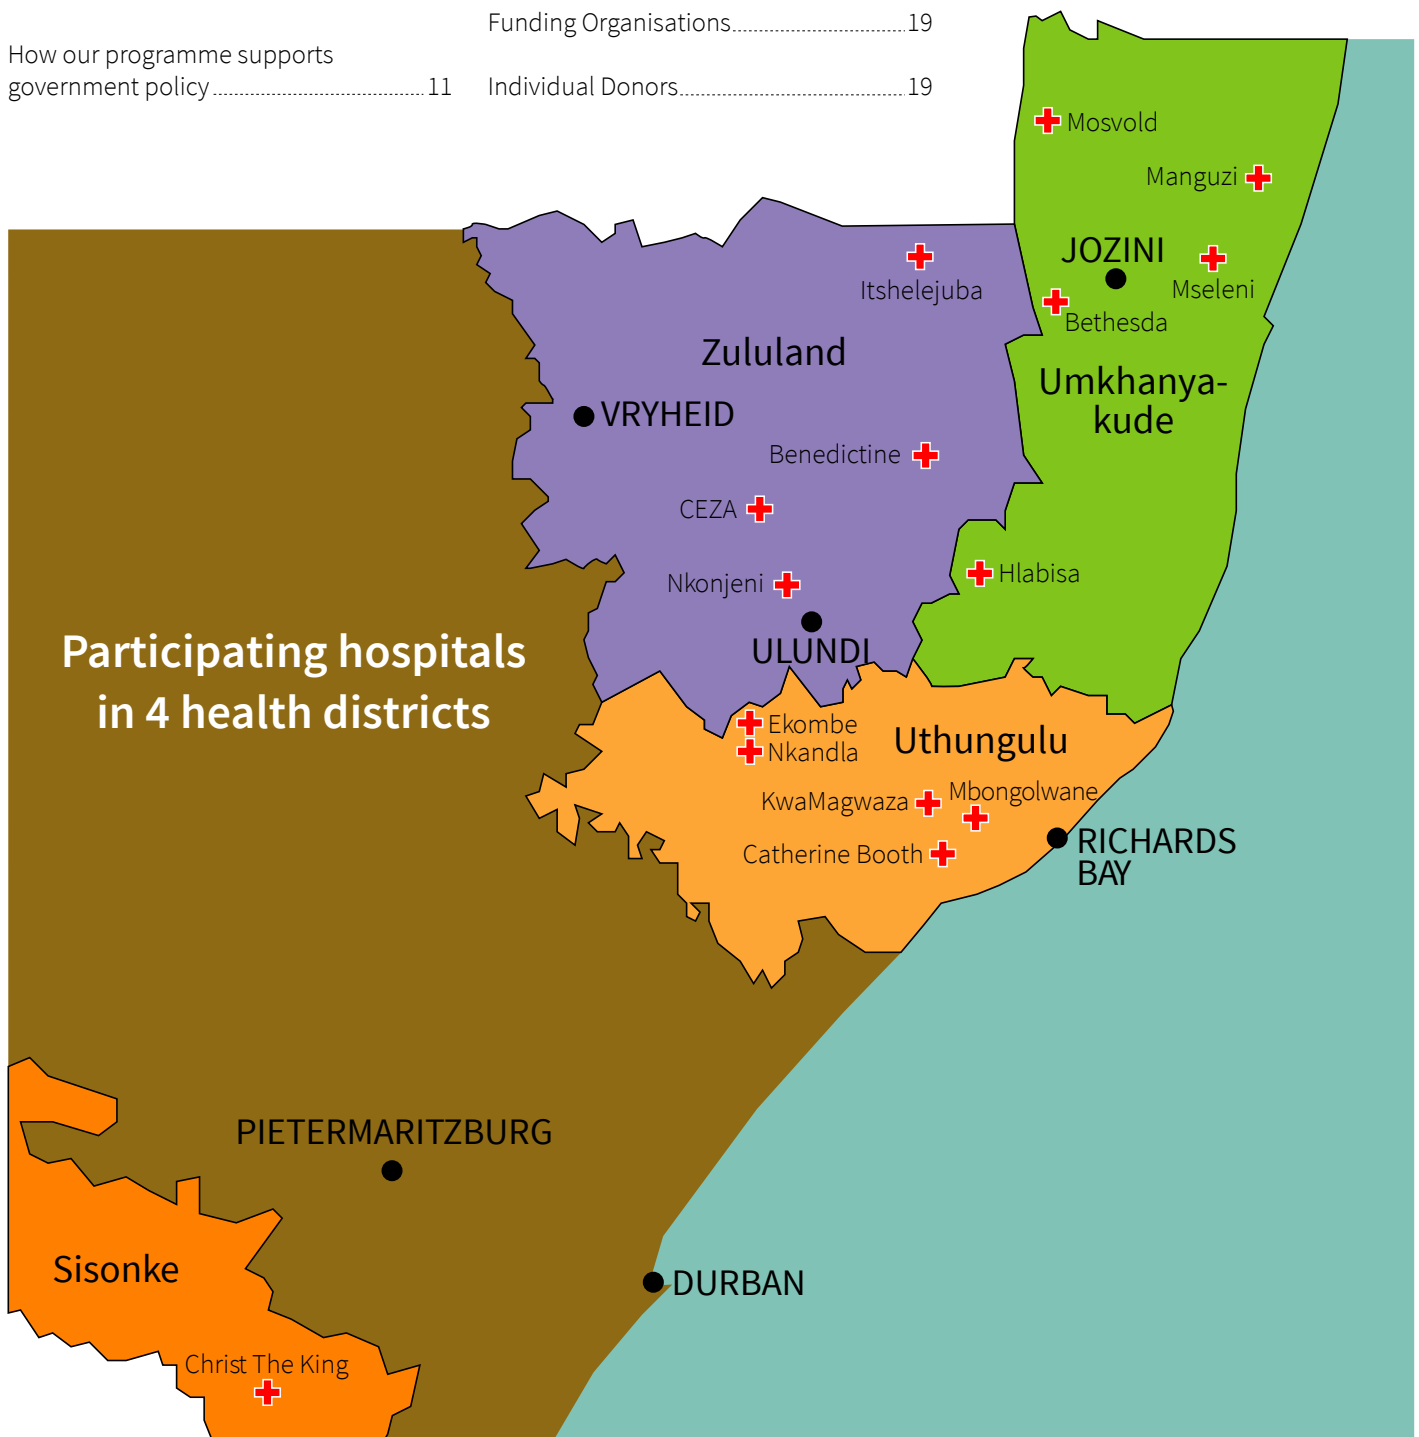 How our programme supports
government policy 11
Funding Organisations 19
Individual Donors 19
Mosvold
Manguzi
JOZINI
Mseleni
Itshelejuba
Bethesda
Zululand
Umkhanya-
kude
VRYHEID
Benedictine
CEZA
Hlabisa
Nkonjeni
ULUNDI
Participating hospitals
in 4 health districts
Ekombe
Nkandla
Uthungulu
KwaMagwaza
Mbongolwane
Catherine Booth
RICHARDS
BAY
PIETERMARITZBURG
Sisonke
DURBAN
Christ The King